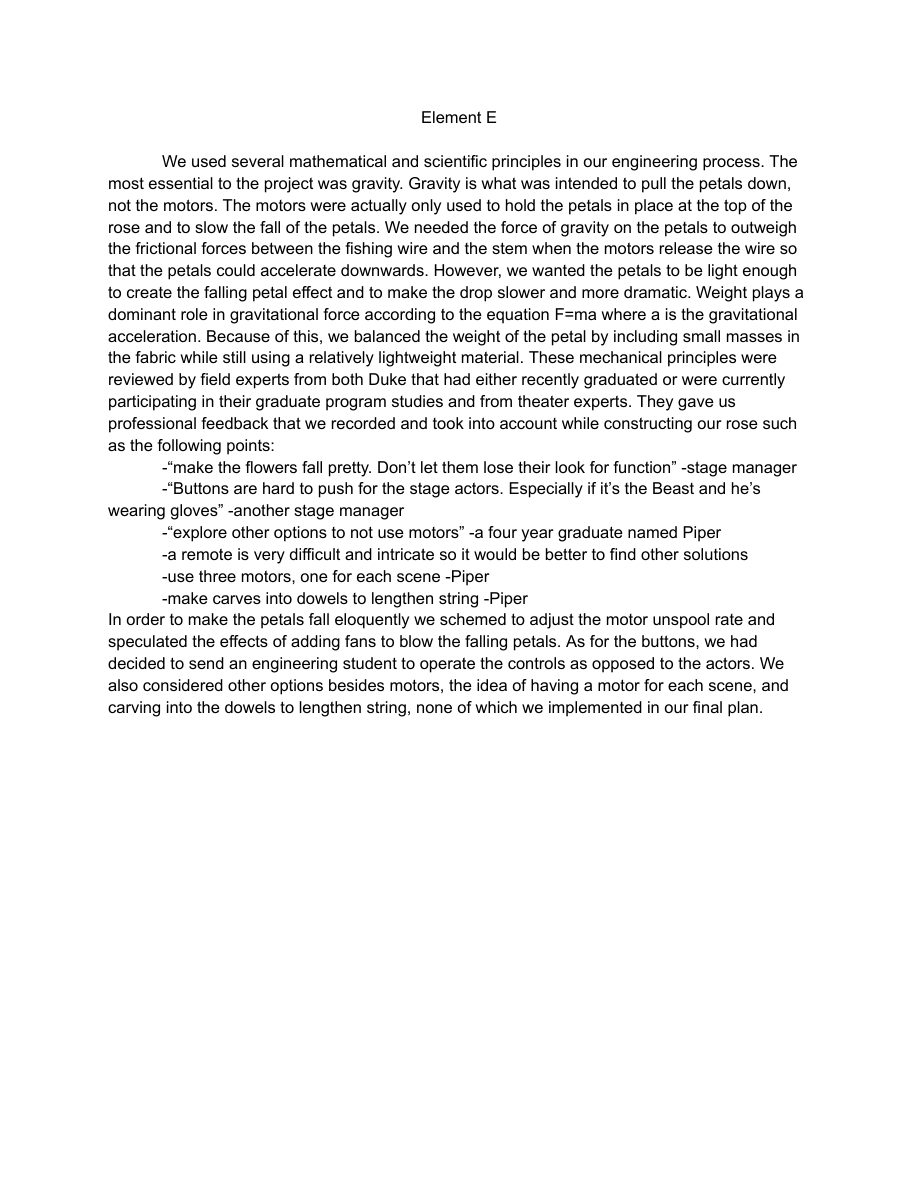 Element E
We used several mathematical and scientific principles in our engineering process. The
most essential to the project was gravity. Gravity is what was intended to pull the petals down,
not the motors. The motors were actually only used to hold the petals in place at the top of the
rose and to slow the fall of the petals. We needed the force of gravity on the petals to outweigh
the frictional forces between the fishing wire and the stem when the motors release the wire so
that the petals could accelerate downwards. However, we wanted the petals to be light enough
to create the falling petal effect and to make the drop slower and more dramatic. Weight plays a
dominant role in gravitational force according to the equation F=ma where a is the gravitational
acceleration. Because of this, we balanced the weight of the petal by including small masses in
the fabric while still using a relatively lightweight material. These mechanical principles were
reviewed by field experts from both Duke that had either recently graduated or were currently
participating in their graduate program studies and from theater experts. They gave us
professional feedback that we recorded and took into account while constructing our rose such
as the following points:
-“make the flowers fall pretty. Don’t let them lose their look for function” -stage manager
-“Buttons are hard to push for the stage actors. Especially if it’s the Beast and he’s
wearing gloves” -another stage manager
-“explore other options to not use motors” -a four year graduate named Piper
-a remote is very difficult and intricate so it would be better to find other solutions
-use three motors, one for each scene -Piper
-make carves into dowels to lengthen string -Piper
In order to make the petals fall eloquently we schemed to adjust the motor unspool rate and
speculated the effects of adding fans to blow the falling petals. As for the buttons, we had
decided to send an engineering student to operate the controls as opposed to the actors. We
also considered other options besides motors, the idea of having a motor for each scene, and
carving into the dowels to lengthen string, none of which we implemented in our final plan.